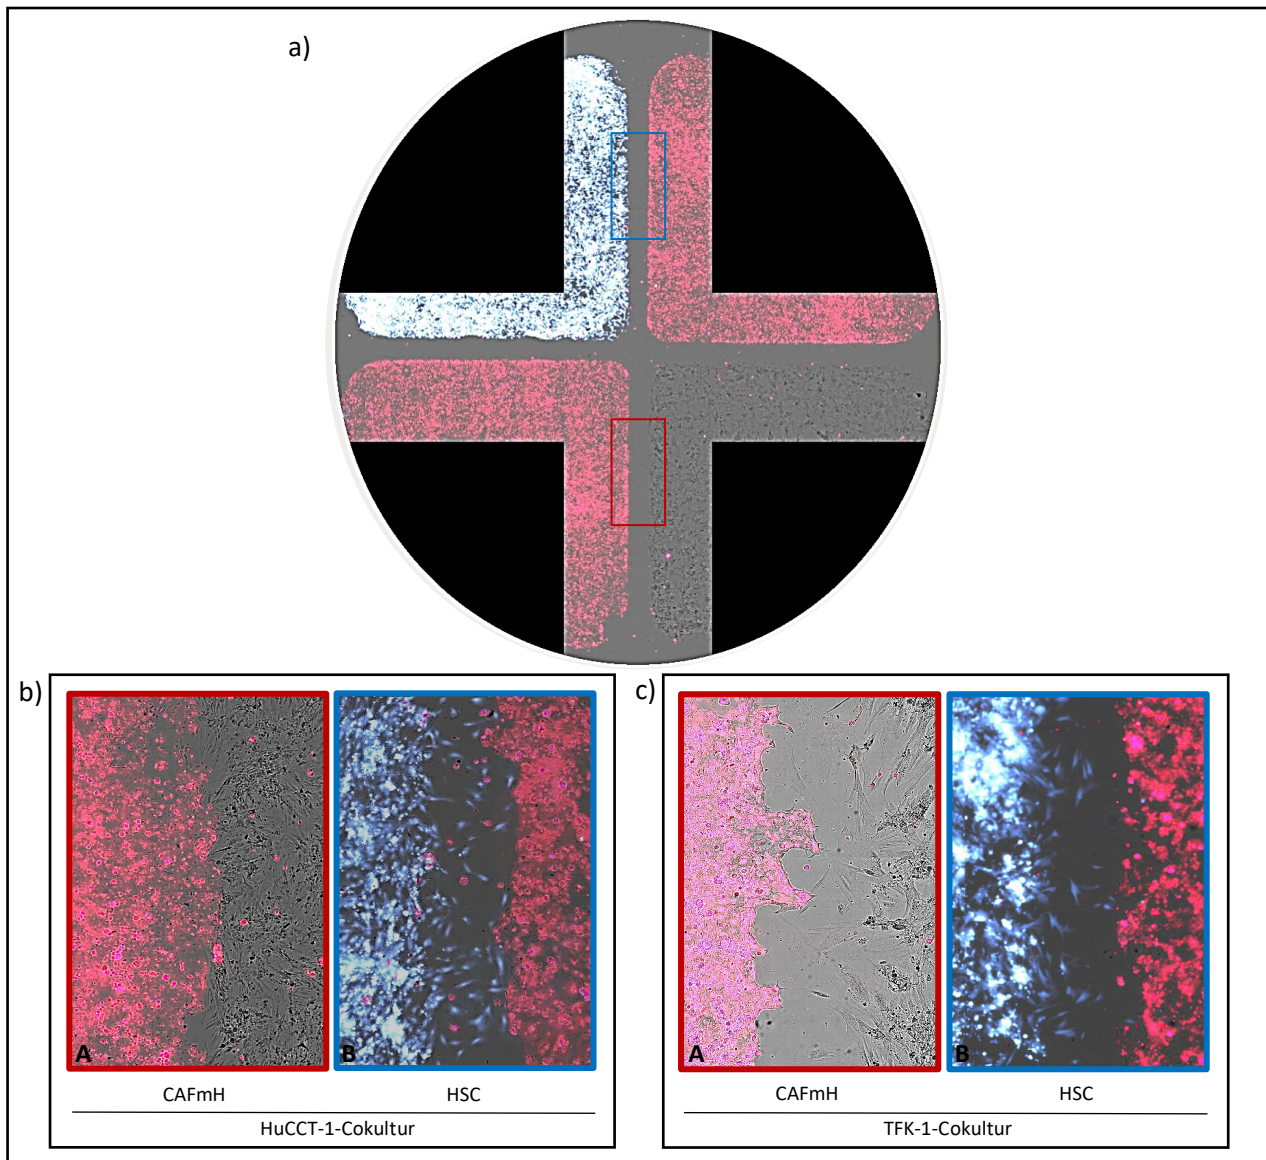 a)
b)
c)
A
B
CAFmH
HSC
HuCCT-1-Cokultur
A
B
CAFmH
HSC
TFK-1-Cokultur